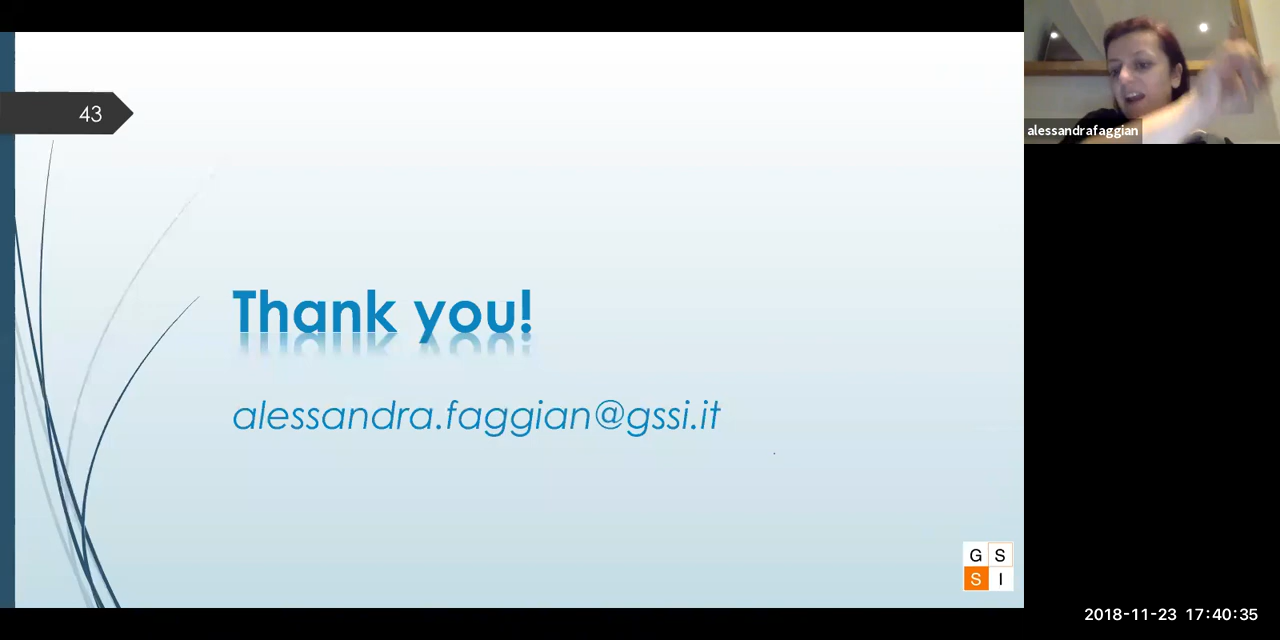 43
alessandrafaggian
Thank you!
alessandra.faggian@gssi.it
G S
S I
2018-11-23 17:40:35